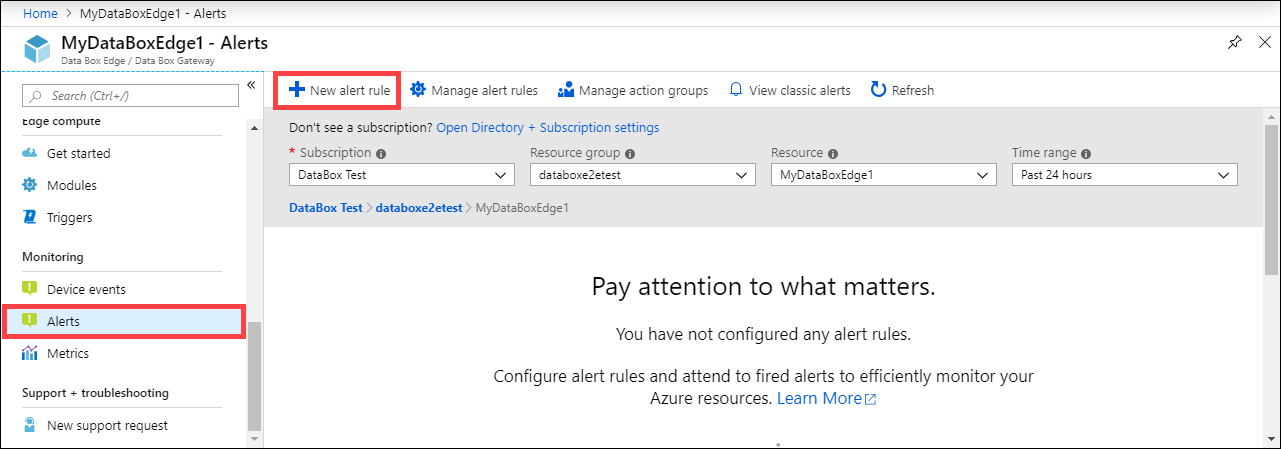 Home > MyDataBoxEdge1 - Alerts
MyDataBoxEdge1 - Alerts
Data Box Edge / Data Box Gateway
Search (Ctrl+/)
«
Edge compute
Get started
Modules
Triggers
Monitoring
Device events
Alerts
Metrics
Support + troubleshooting
New support request
New alert rule Manage alert rules Manage action groups View classic alerts Refresh
Don't see a subscription? Open Directory + Subscription settings
* Subscription Resource group Resource Time range
DataBox Test databoxe2etest MyDataBoxEdge1 Past 24 hours
DataBox Test > databoxe2etest > MyDataBoxEdge1
Pay attention to what matters.
You have not configured any alert rules.
Configure alert rules and attend to fired alerts to efficiently monitor your
Azure resources. Learn More